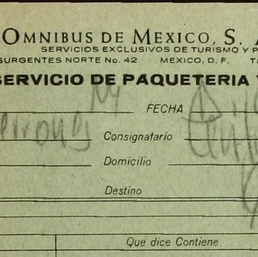 OMNIBUS DE MEXICO, S. A
SERVICIOS EXCLUSIVOS DE TURISMO Y P
SURGENTES NORTE No. 42 MEXICO, D. F. T
SERVICIO DE PAQUETERIA Y
FECHA
Consignatario
Domicilio
Destino
Que dice Contiene